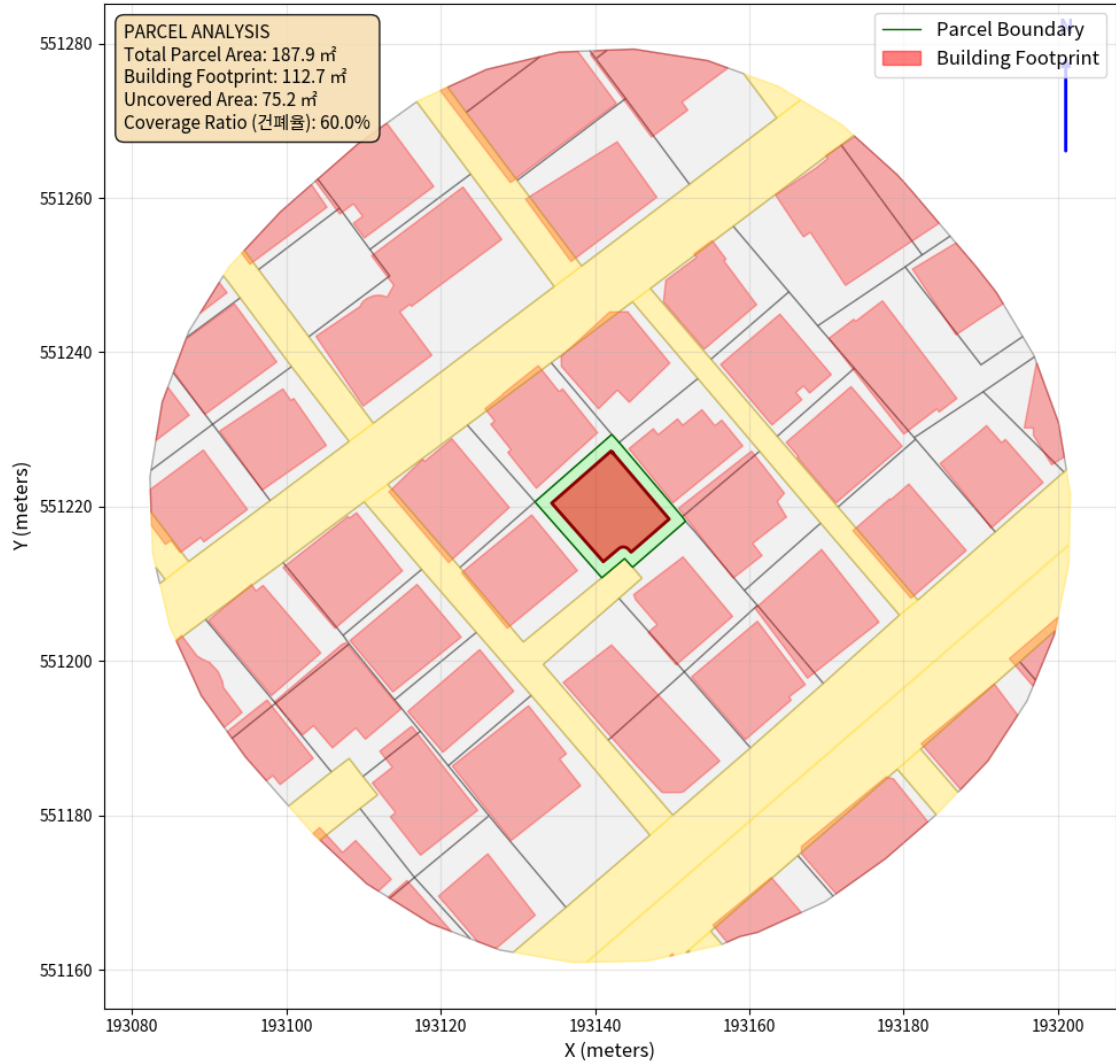 PARCEL ANALYSIS
Total Parcel Area: 187.9 ㎡
Building Footprint: 112.7 ㎡
Uncovered Area: 75.2 ㎡
Coverage Ratio (건폐율): 60.0%
Parcel Boundary
Building Footprint
N
Y (meters)
551280
551260
551240
551220
551200
551180
551160
193080
193100
193120
193140
193160
193180
193200
X (meters)